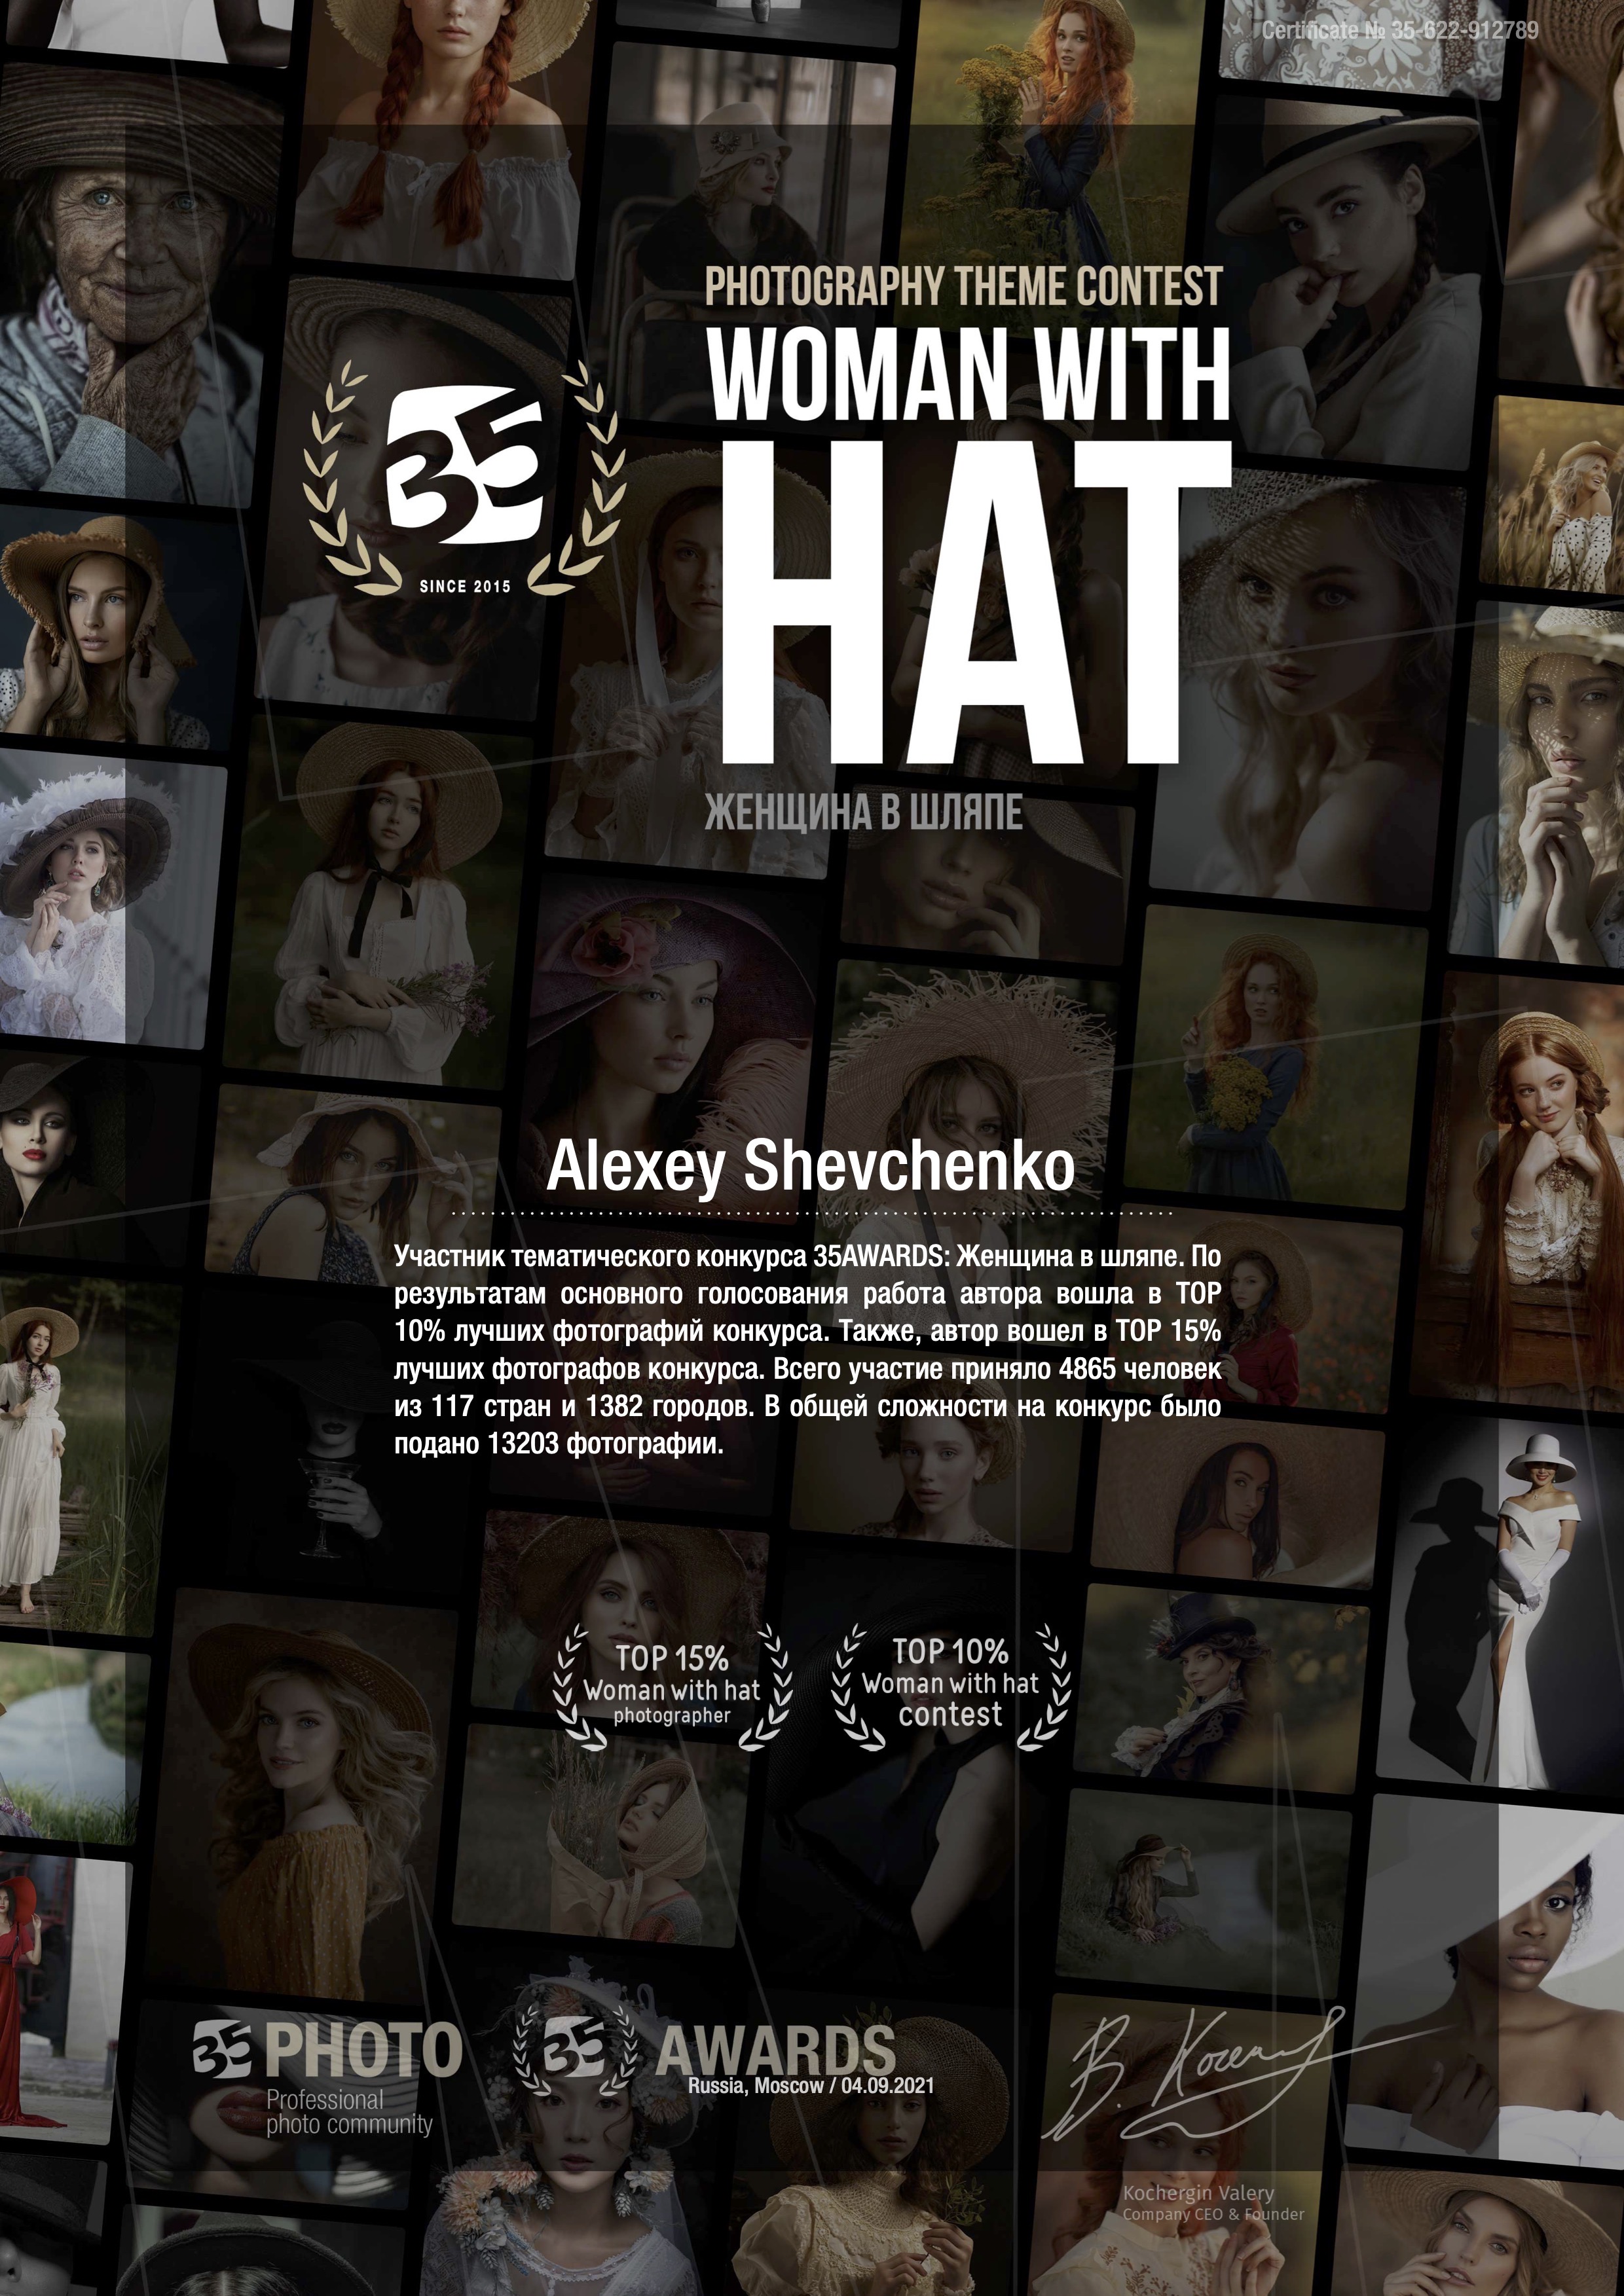 Certificate № 35-622-912789
PHOTOGRAPHY THEME CONTEST
WOMAN WITH
HAT
35
SINCE 2015
ЖЕНЩИНА В ШЛЯПЕ
Alexey Shevchenko
Участник тематического конкурса 35AWARDS: Женщина в шляпе. По
результатам основного голосования работа автора вошла в TOP
10% лучших фотографий конкурса. Также, автор вошел в TOP 15%
лучших фотографов конкурса. Всего участие приняло 4865 человек
из 117 стран и 1382 городов. В общей сложности на конкурс было
подано 13203 фотографии.
TOP 15%
Woman with hat
photographer
TOP 10%
Woman with hat
contest
35 PHOTO
Professional
photo community
35 AWARDS
Russia, Moscow / 04.09.2021
Kochergin Valery
Company CEO & Founder